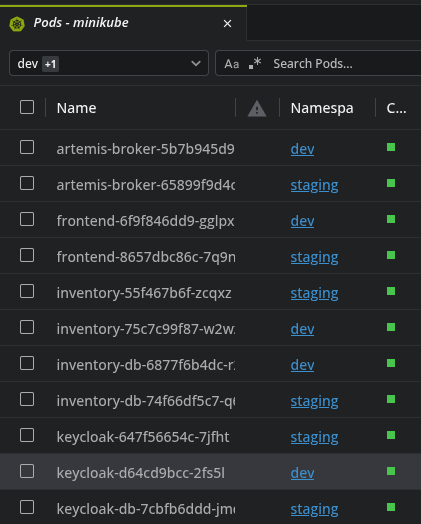 Pods - minikube ×
dev +1 Aa .* Search Pods...
Name Namespa C...
artemis-broker-5b7b945d9 dev
artemis-broker-65899f9d4c staging
frontend-6f9f846dd9-gglpx dev
frontend-8657dbc86c-7q9n staging
inventory-55f467b6f-zcqxz staging
inventory-75c7c99f87-w2w dev
inventory-db-6877f6b4dc-r dev
inventory-db-74f66df5c7-q staging
keycloak-647f56654c-7jfht staging
keycloak-d64cd9bcc-2fs5l dev
keycloak-db-7cbfb6ddd-jm staging